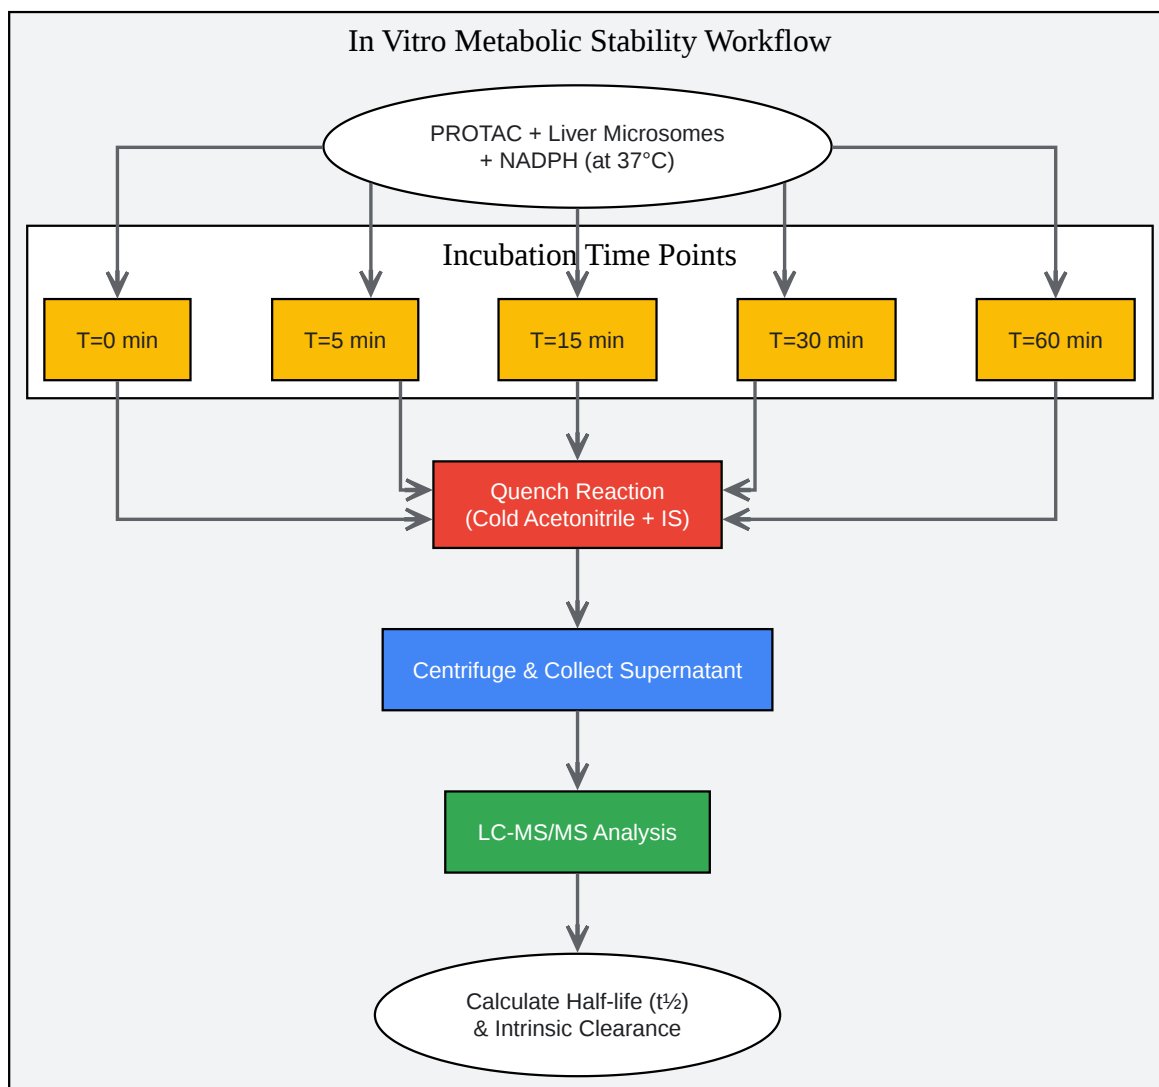 In Vitro Metabolic Stability Workflow
PROTAC + Liver Microsomes
+ NADPH (at 37°C)
Incubation Time Points
T=0 min
T=5 min
T=15 min
T=30 min
T=60 min
Quench Reaction
(Cold Acetonitrile + IS)
Centrifuge & Collect Supernatant
LC-MS/MS Analysis
Calculate Half-life (t½)
& Intrinsic Clearance